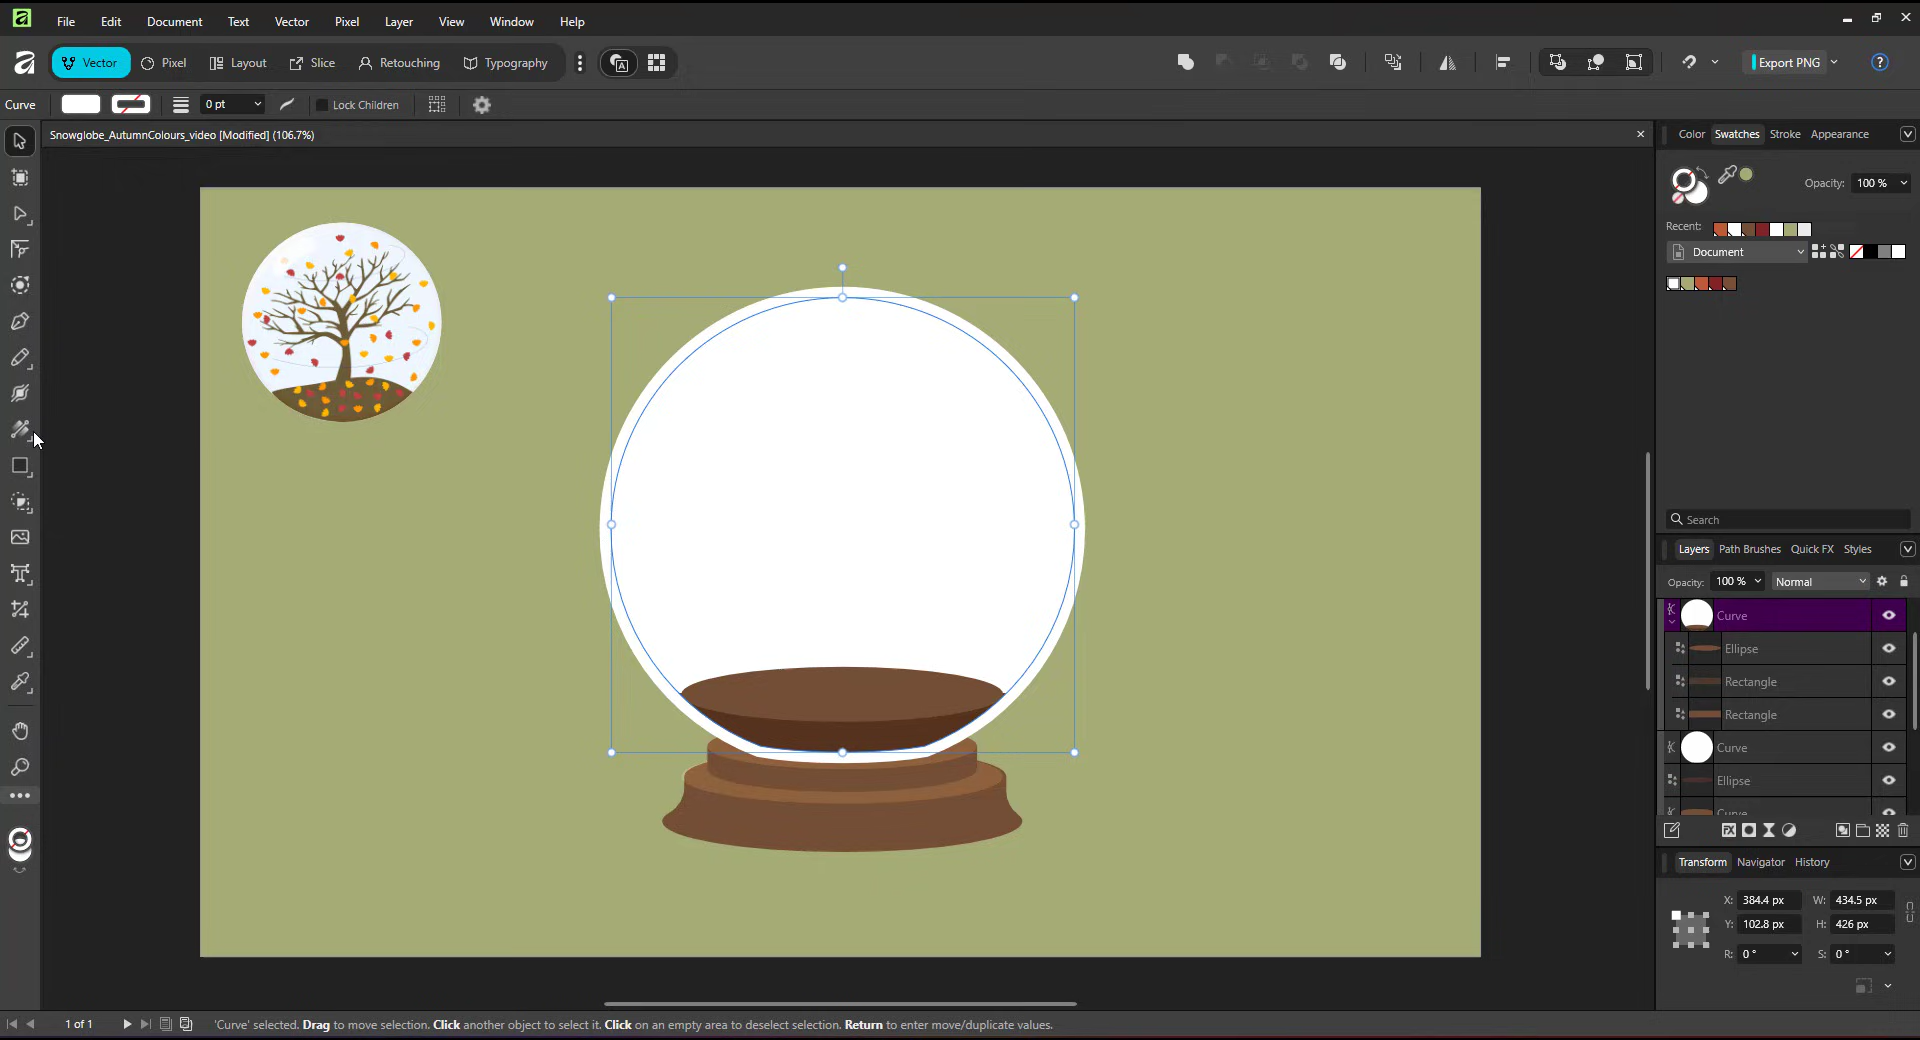 File Edit Document Text Vector Pixel Layer View Window Help
Vector Pixel Layout Slice Retouching Typography Export PNG
Curve 0 pt Lock Children
Snowglobe_AutumnColours_video [Modified] (106.7%)
Color Swatches Stroke Appearance
Opacity: 100 %
Recent:
Document
Search
Layers Path Brushes Quick FX Styles
Opacity: 100 % Normal
Curve
Ellipse
Rectangle
Rectangle
Curve
Ellipse
Curve
Transform Navigator History
X: 384.4 px W: 434.5 px
Y: 102.8 px H: 426 px
R: 0 ° S: 0 °
1 of 1 'Curve' selected. Drag to move selection. Click another object to select it. Click on an empty area to deselect selection. Return to enter move/duplicate values.